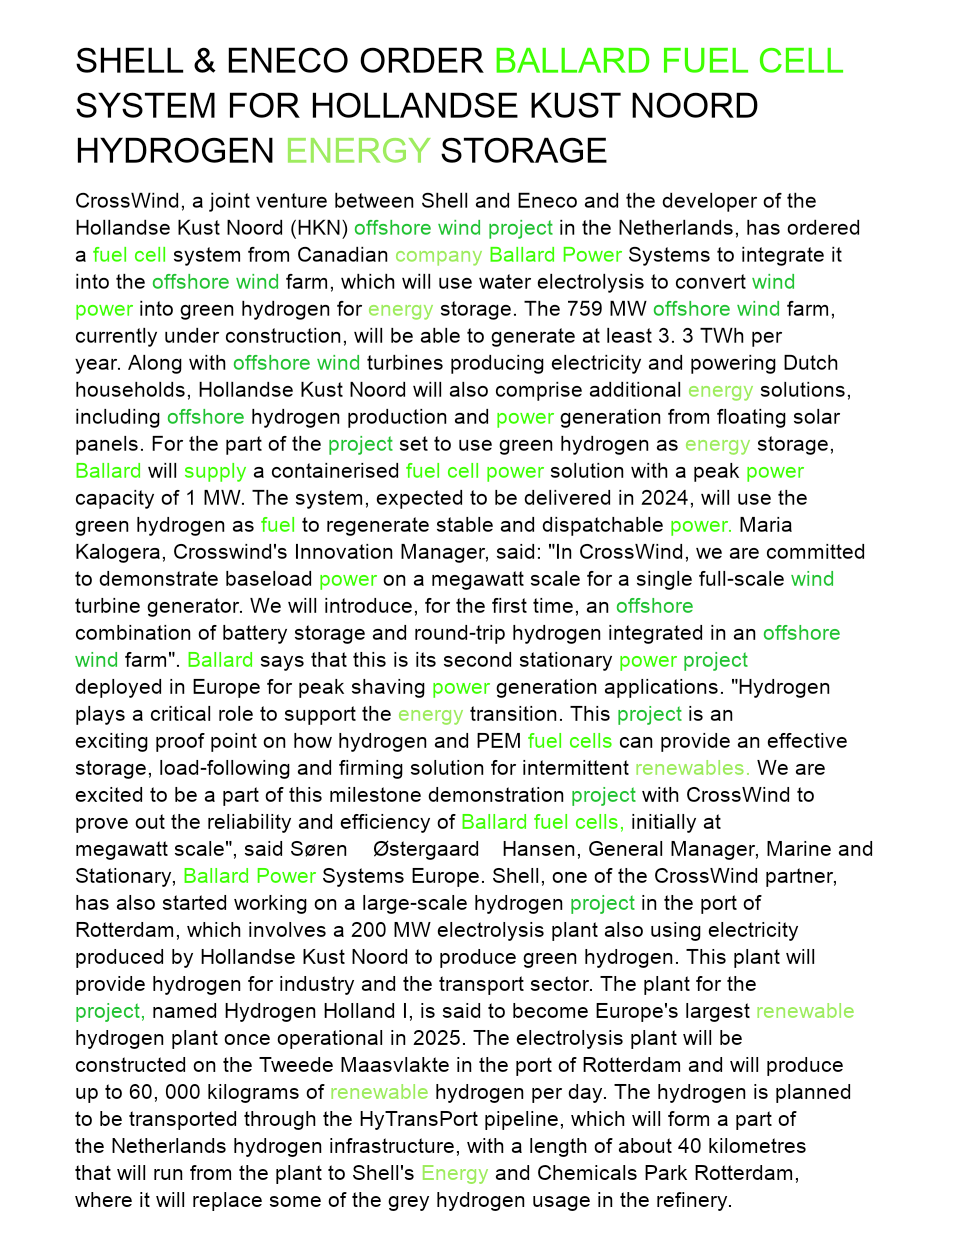 SHELL & ENECO ORDER BALLARD FUEL CELL
SYSTEM FOR HOLLANDSE KUST NOORD
HYDROGEN ENERGY STORAGE
CrossWind, a joint venture between Shell and Eneco and the developer of the
Hollandse Kust Noord (HKN) offshore wind project in the Netherlands, has ordered
a fuel cell system from Canadian company Ballard Power Systems to integrate it
into the offshore wind farm, which will use water electrolysis to convert wind
power into green hydrogen for energy storage. The 759 MW offshore wind farm,
currently under construction, will be able to generate at least 3. 3 TWh per
year. Along with offshore wind turbines producing electricity and powering Dutch
households, Hollandse Kust Noord will also comprise additional energy solutions,
including offshore hydrogen production and power generation from floating solar
panels. For the part of the project set to use green hydrogen as energy storage,
Ballard will supply a containerised fuel cell power solution with a peak power
capacity of 1 MW. The system, expected to be delivered in 2024, will use the
green hydrogen as fuel to regenerate stable and dispatchable power. Maria
Kalogera, Crosswind's Innovation Manager, said: "In CrossWind, we are committed
to demonstrate baseload power on a megawatt scale for a single full-scale wind
turbine generator. We will introduce, for the first time, an offshore
combination of battery storage and round-trip hydrogen integrated in an offshore
wind farm". Ballard says that this is its second stationary power project
deployed in Europe for peak shaving power generation applications. "Hydrogen
plays a critical role to support the energy transition. This project is an
exciting proof point on how hydrogen and PEM fuel cells can provide an effective
storage, load-following and firming solution for intermittent renewables. We are
excited to be a part of this milestone demonstration project with CrossWind to
prove out the reliability and efficiency of Ballard fuel cells, initially at
megawatt scale", said Søren Østergaard Hansen, General Manager, Marine and
Stationary, Ballard Power Systems Europe. Shell, one of the CrossWind partner,
has also started working on a large-scale hydrogen project in the port of
Rotterdam, which involves a 200 MW electrolysis plant also using electricity
produced by Hollandse Kust Noord to produce green hydrogen. This plant will
provide hydrogen for industry and the transport sector. The plant for the
project, named Hydrogen Holland I, is said to become Europe's largest renewable
hydrogen plant once operational in 2025. The electrolysis plant will be
constructed on the Tweede Maasvlakte in the port of Rotterdam and will produce
up to 60, 000 kilograms of renewable hydrogen per day. The hydrogen is planned
to be transported through the HyTransPort pipeline, which will form a part of
the Netherlands hydrogen infrastructure, with a length of about 40 kilometres
that will run from the plant to Shell's Energy and Chemicals Park Rotterdam,
where it will replace some of the grey hydrogen usage in the refinery.